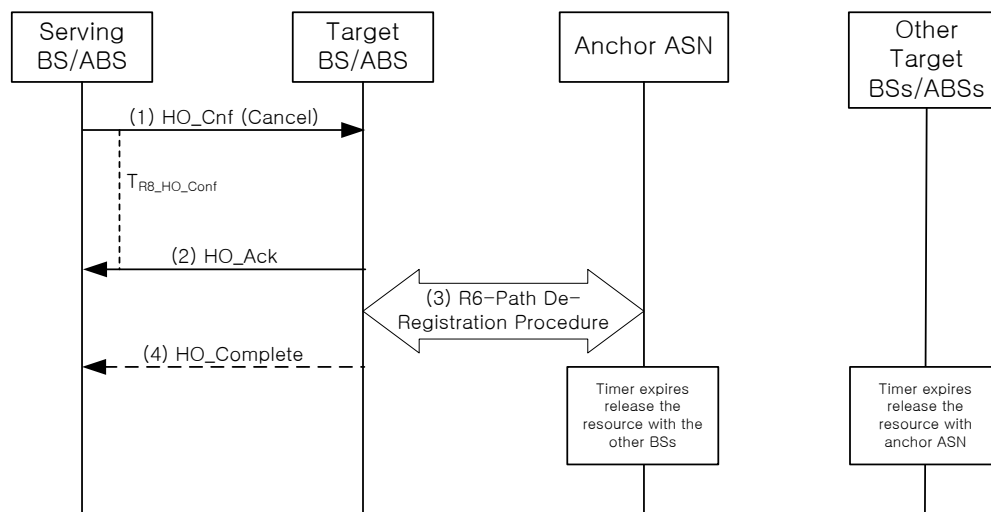 Serving
BS/ABS
Target
BS/ABS
Anchor ASN
Other
Target
BSs/ABSs
(1) HO_Cnf (Cancel)
TR8_HO_Conf
(2) HO_Ack
(3) R6-Path De-
Registration Procedure
(4) HO_Complete
Timer expires
release the
resource with the
other BSs
Timer expires
release the
resource with
anchor ASN